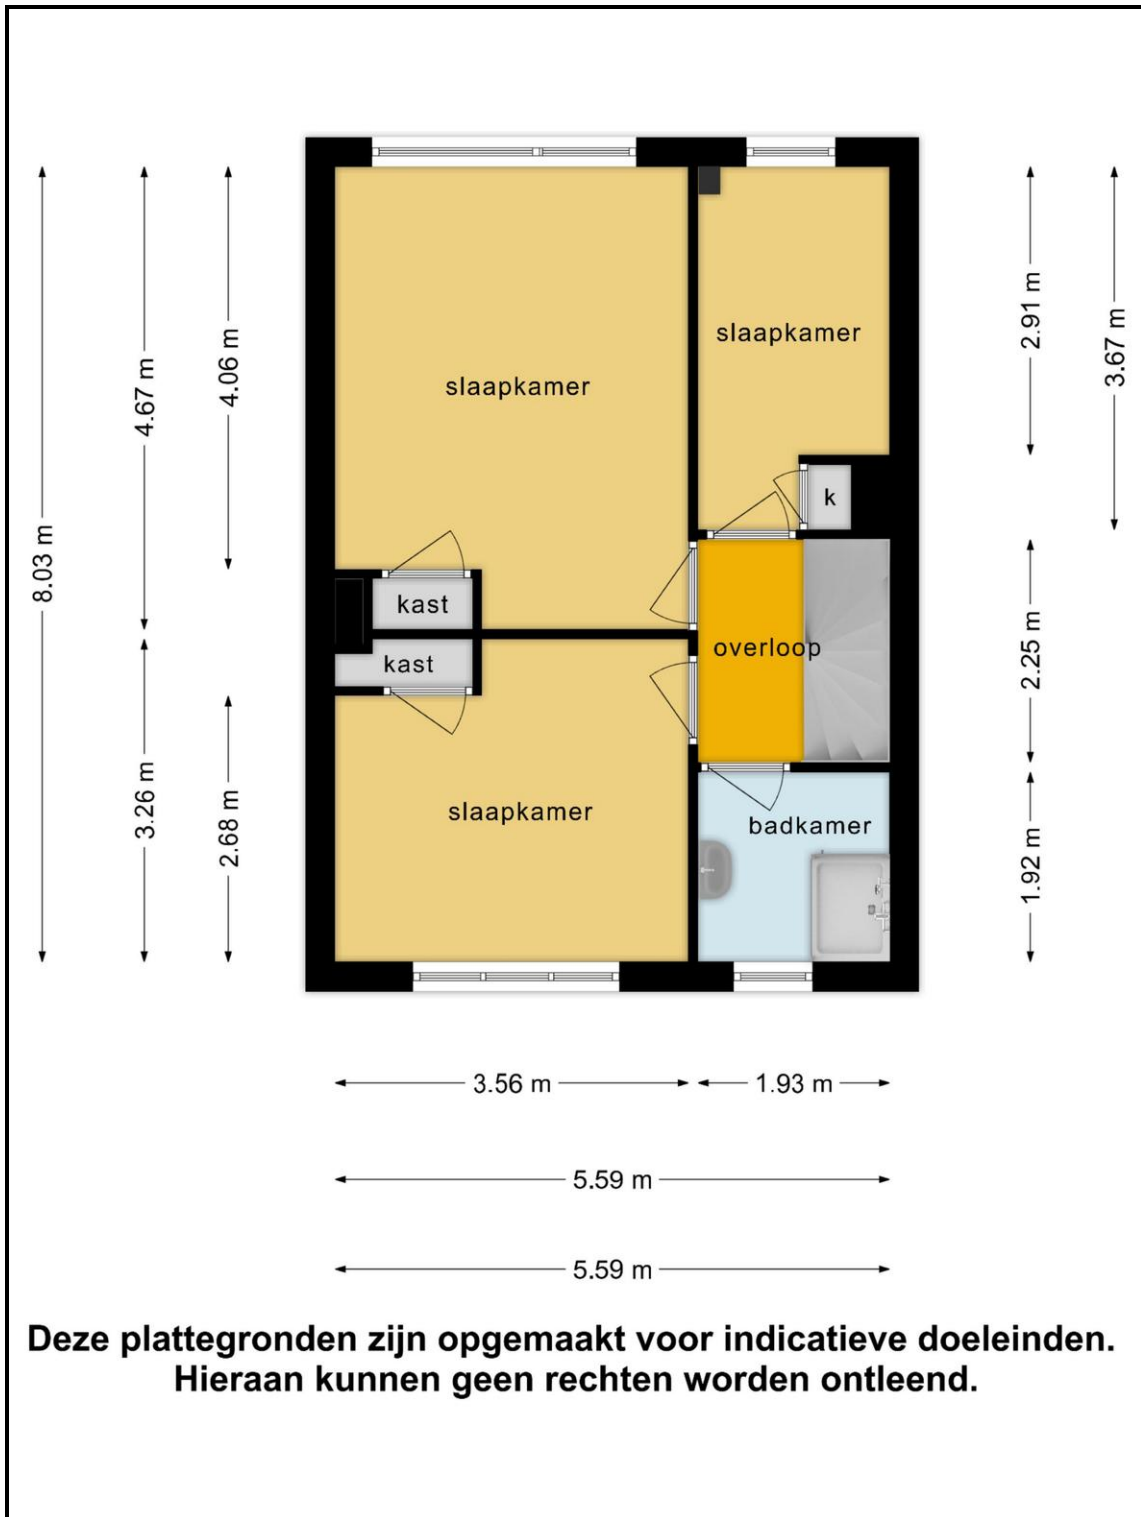 slaapkamer
slaapkamer
k
kast
kast
overloop
slaapkamer
badkamer
8.03 m
4.67 m
4.06 m
3.26 m
2.68 m
2.91 m
3.67 m
2.25 m
1.92 m
3.56 m
1.93 m
5.59 m
5.59 m
Deze plattegronden zijn opgemaakt voor indicatieve doeleinden.
Hieraan kunnen geen rechten worden ontleend.